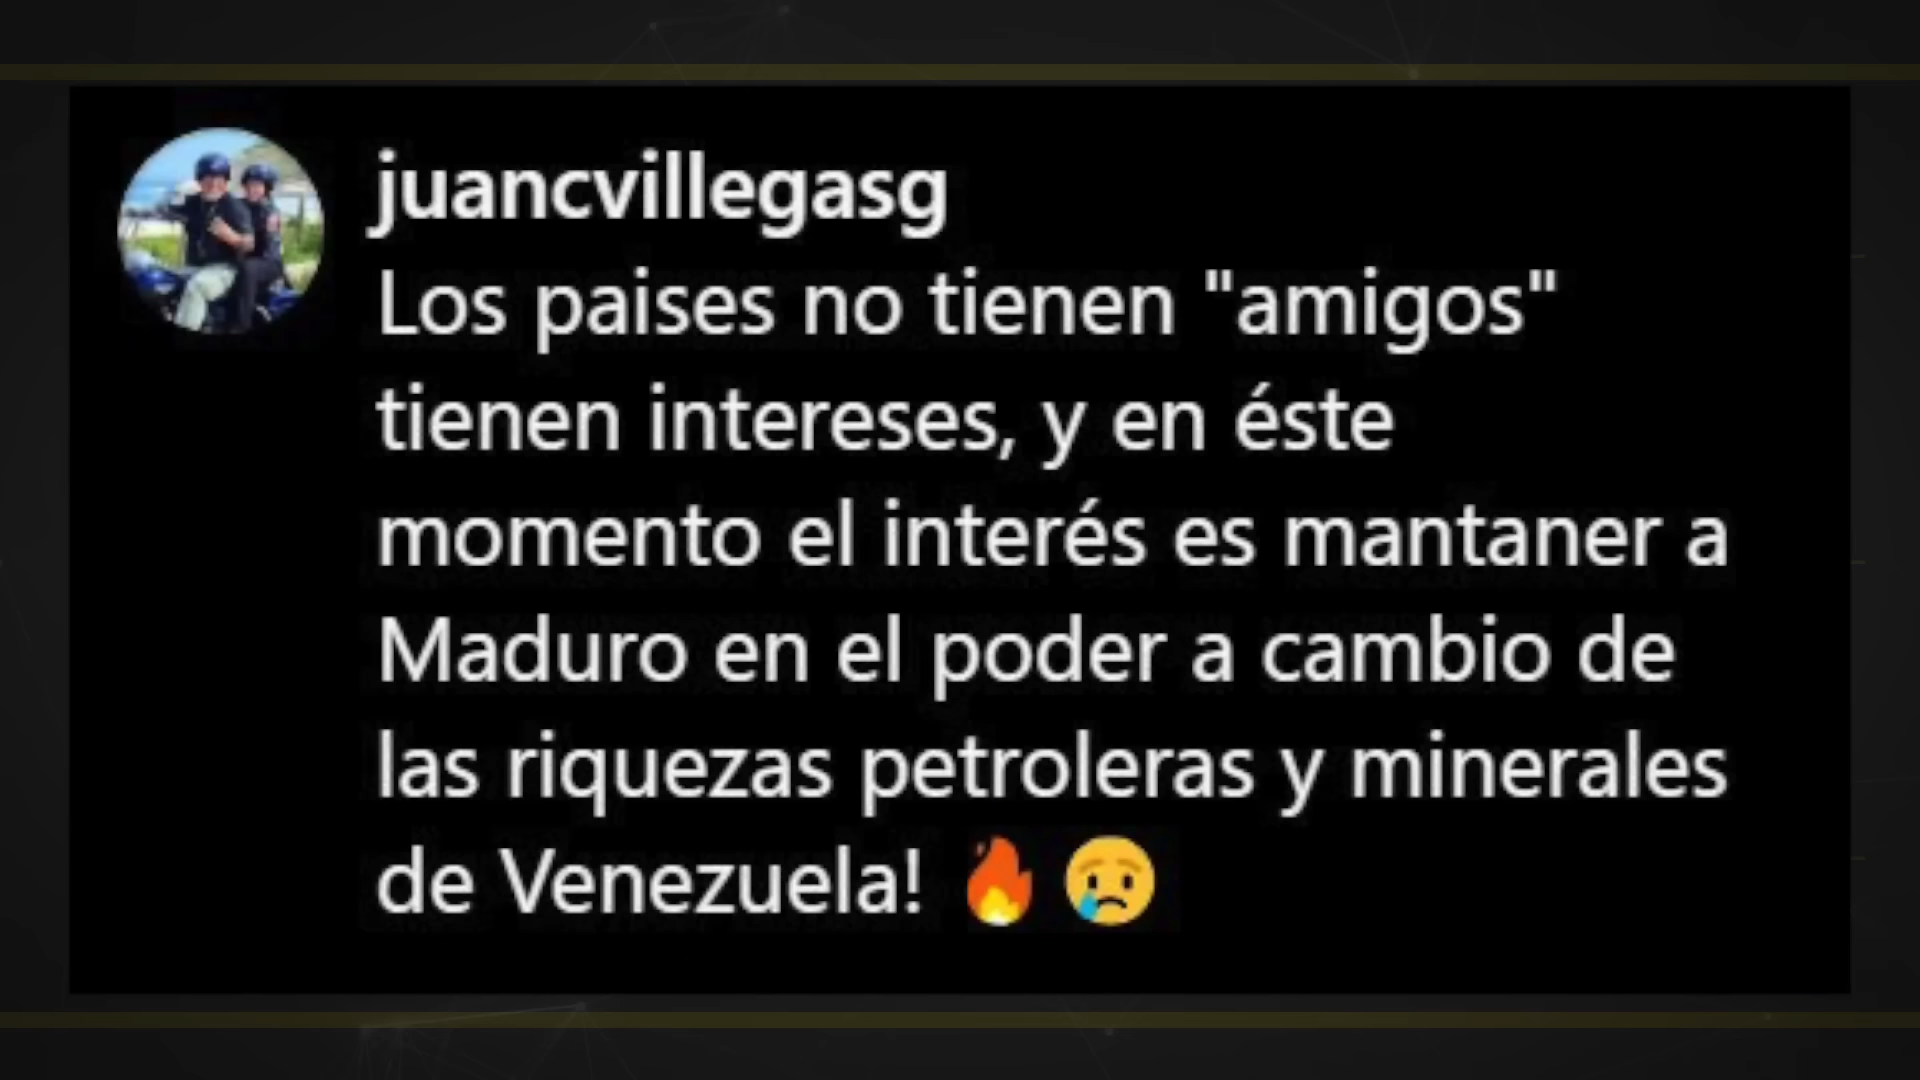 juancvillegasg
Los paises no tienen "amigos"
tienen intereses, y en éste
momento el interés es mantaner a
Maduro en el poder a cambio de
las riquezas petroleras y minerales
de Venezuela! 🔥 😢